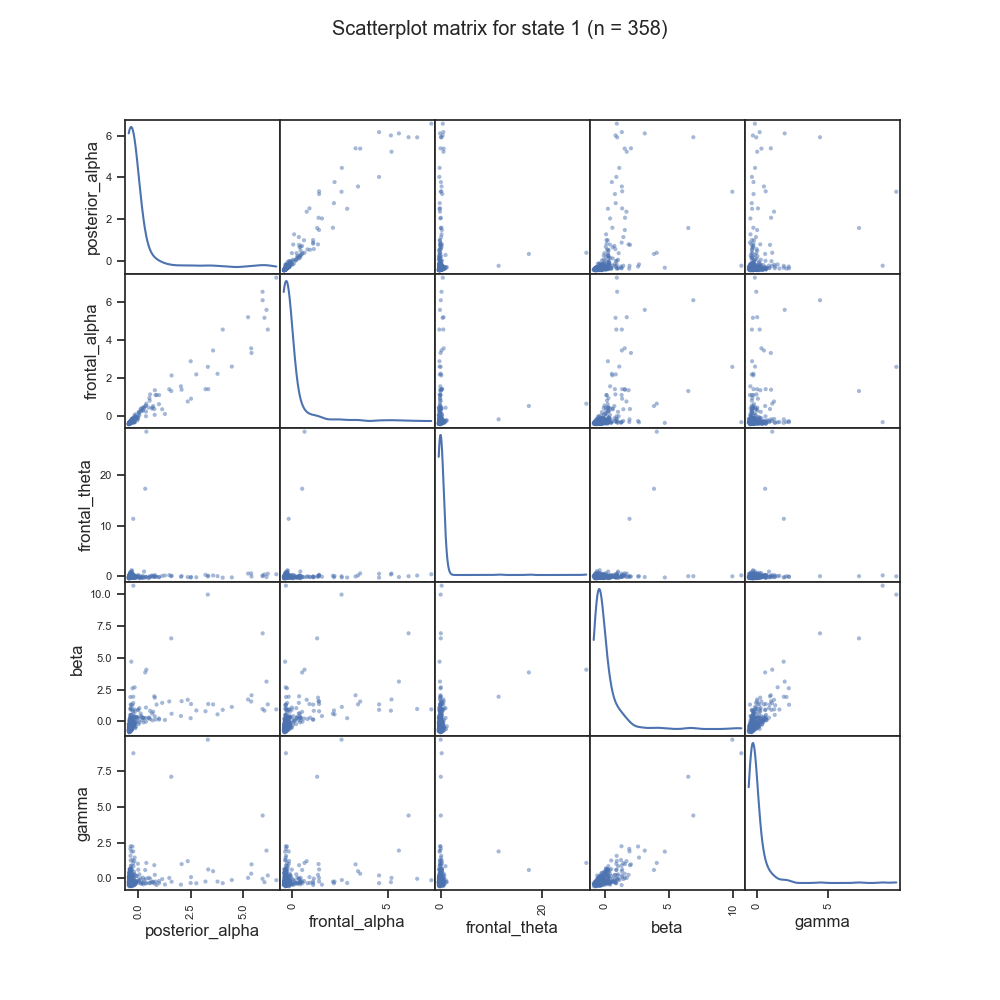 Scatterplot matrix for state 1 (n = 358)
posterior_alpha
6
4
2
0
frontal_alpha
6
4
2
0
frontal_theta
20
10
0
beta
10.0
7.5
5.0
2.5
0.0
gamma
7.5
5.0
2.5
0.0
0.0 2.5 5.0
0 5
0 20
0 5 10
0 5
posterior_alpha frontal_alpha frontal_theta beta gamma